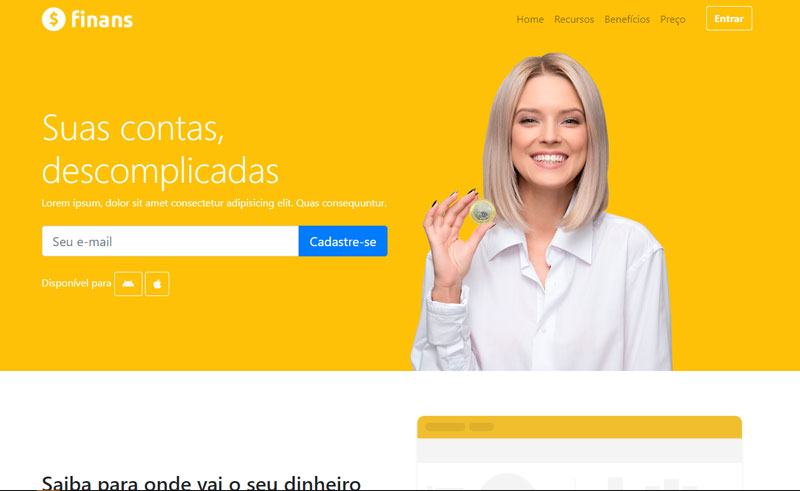 finans
Home Recursos Benefícios Preço Entrar
Suas contas,
descomplicadas
Lorem ipsum, dolor sit amet consectetur adipisicing elit. Quas consequuntur.
Seu e-mail Cadastre-se
Disponível para
Saiba para onde vai o seu dinheiro